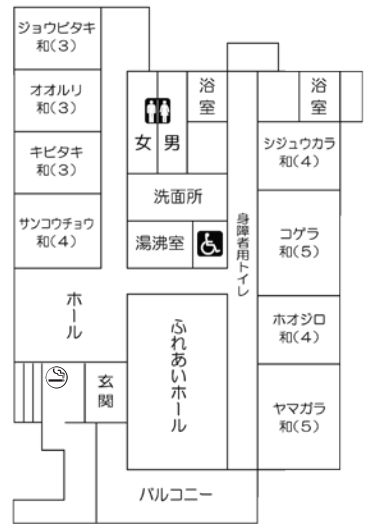 ジョウビタキ
和(3)
オオルリ
和(3)
キビタキ
和(3)
サンコウチョウ
和(4)
ホール
玄関
女
男
浴室
洗面所
湯沸室
身障者用トイレ
ふれあいホール
バルコニー
浴室
シジュウカラ
和(4)
コゲラ
和(5)
ホオジロ
和(4)
ヤマガラ
和(5)